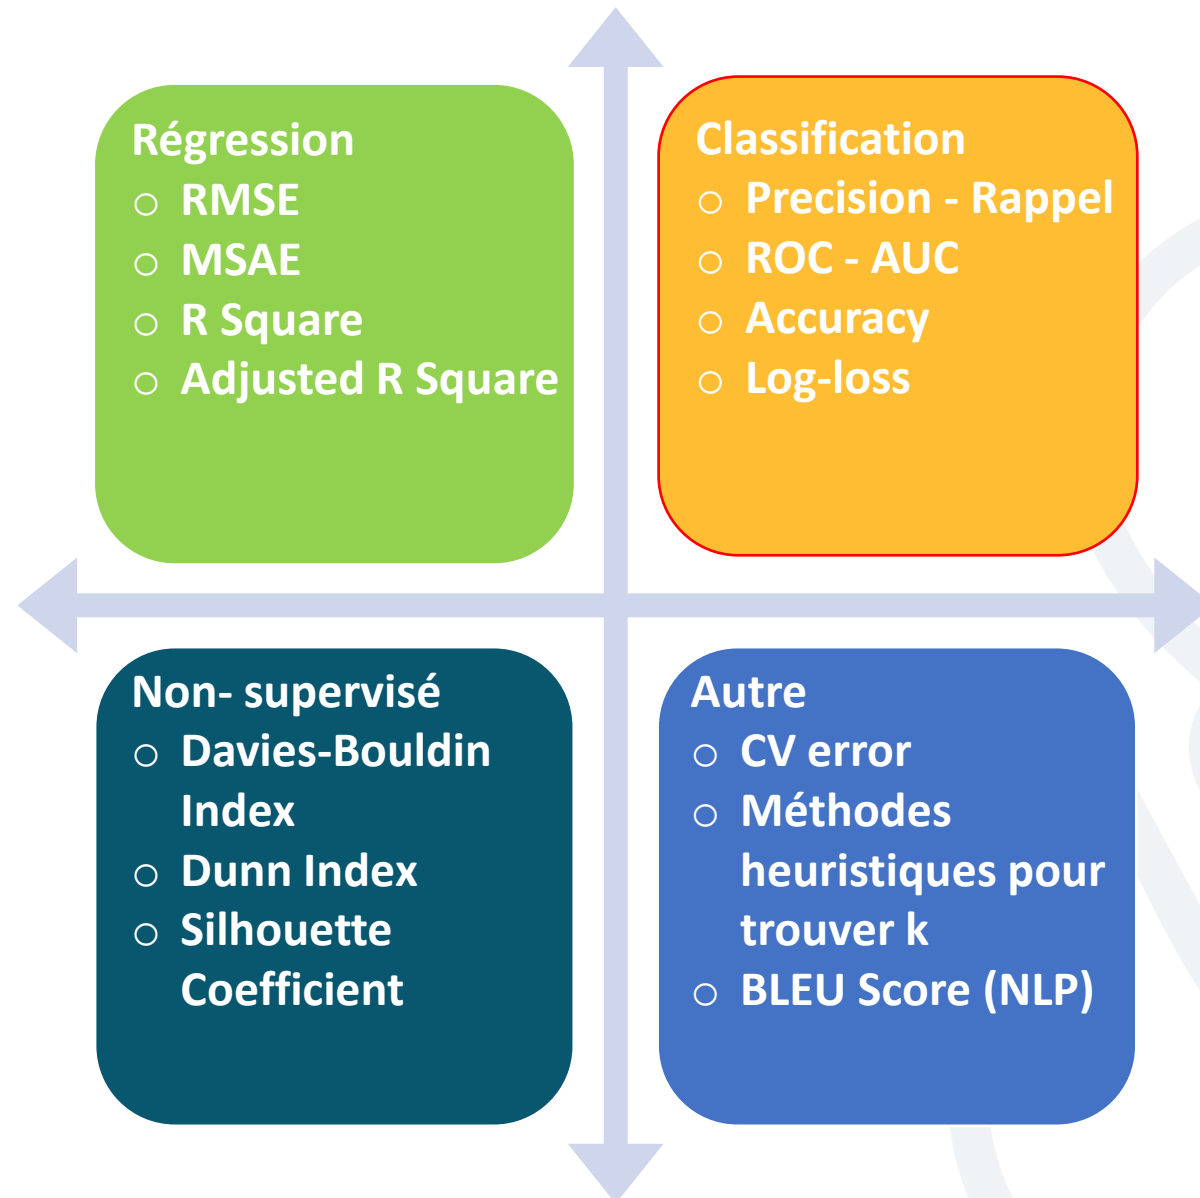 Régression
o RMSE
o MSAE
o R Square
o Adjusted R Square
Classification
o Precision - Rappel
o ROC - AUC
o Accuracy
o Log-loss
Non- supervisé
o Davies-Bouldin
Index
o Dunn Index
o Silhouette
Coefficient
Autre
o CV error
o Méthodes
heuristiques pour
trouver k
o BLEU Score (NLP)